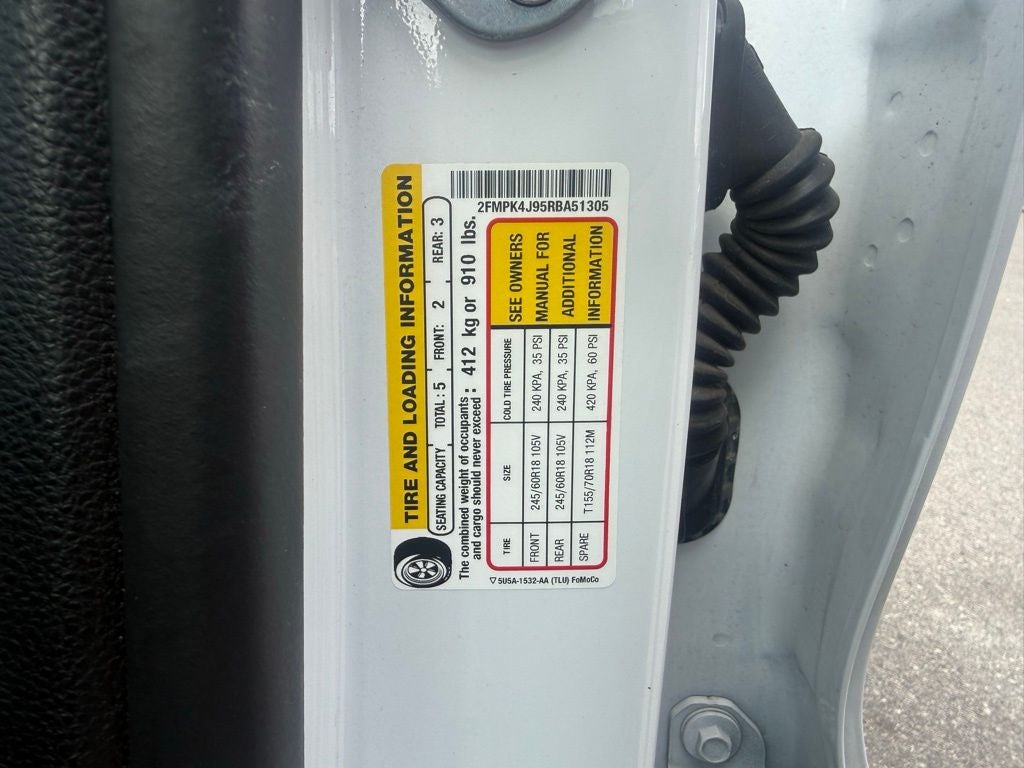 TIRE AND LOADING INFORMATION
SEATING CAPACITY TOTAL : 5 FRONT: 2 REAR: 3
The combined weight of occupants : 412 kg or 910 lbs.
and cargo should never exceed :
2FMPK4J95RBA51305
TIRE SIZE COLD TIRE PRESSURE
FRONT 245/60R18 105V 240 KPA, 35 PSI
REAR 245/60R18 105V 240 KPA, 35 PSI
SPARE T155/70R18 112M 420 KPA, 60 PSI
SEE OWNERS
MANUAL FOR
ADDITIONAL
INFORMATION
▽ 5U5A-1532-AA (TLU) FoMoCo